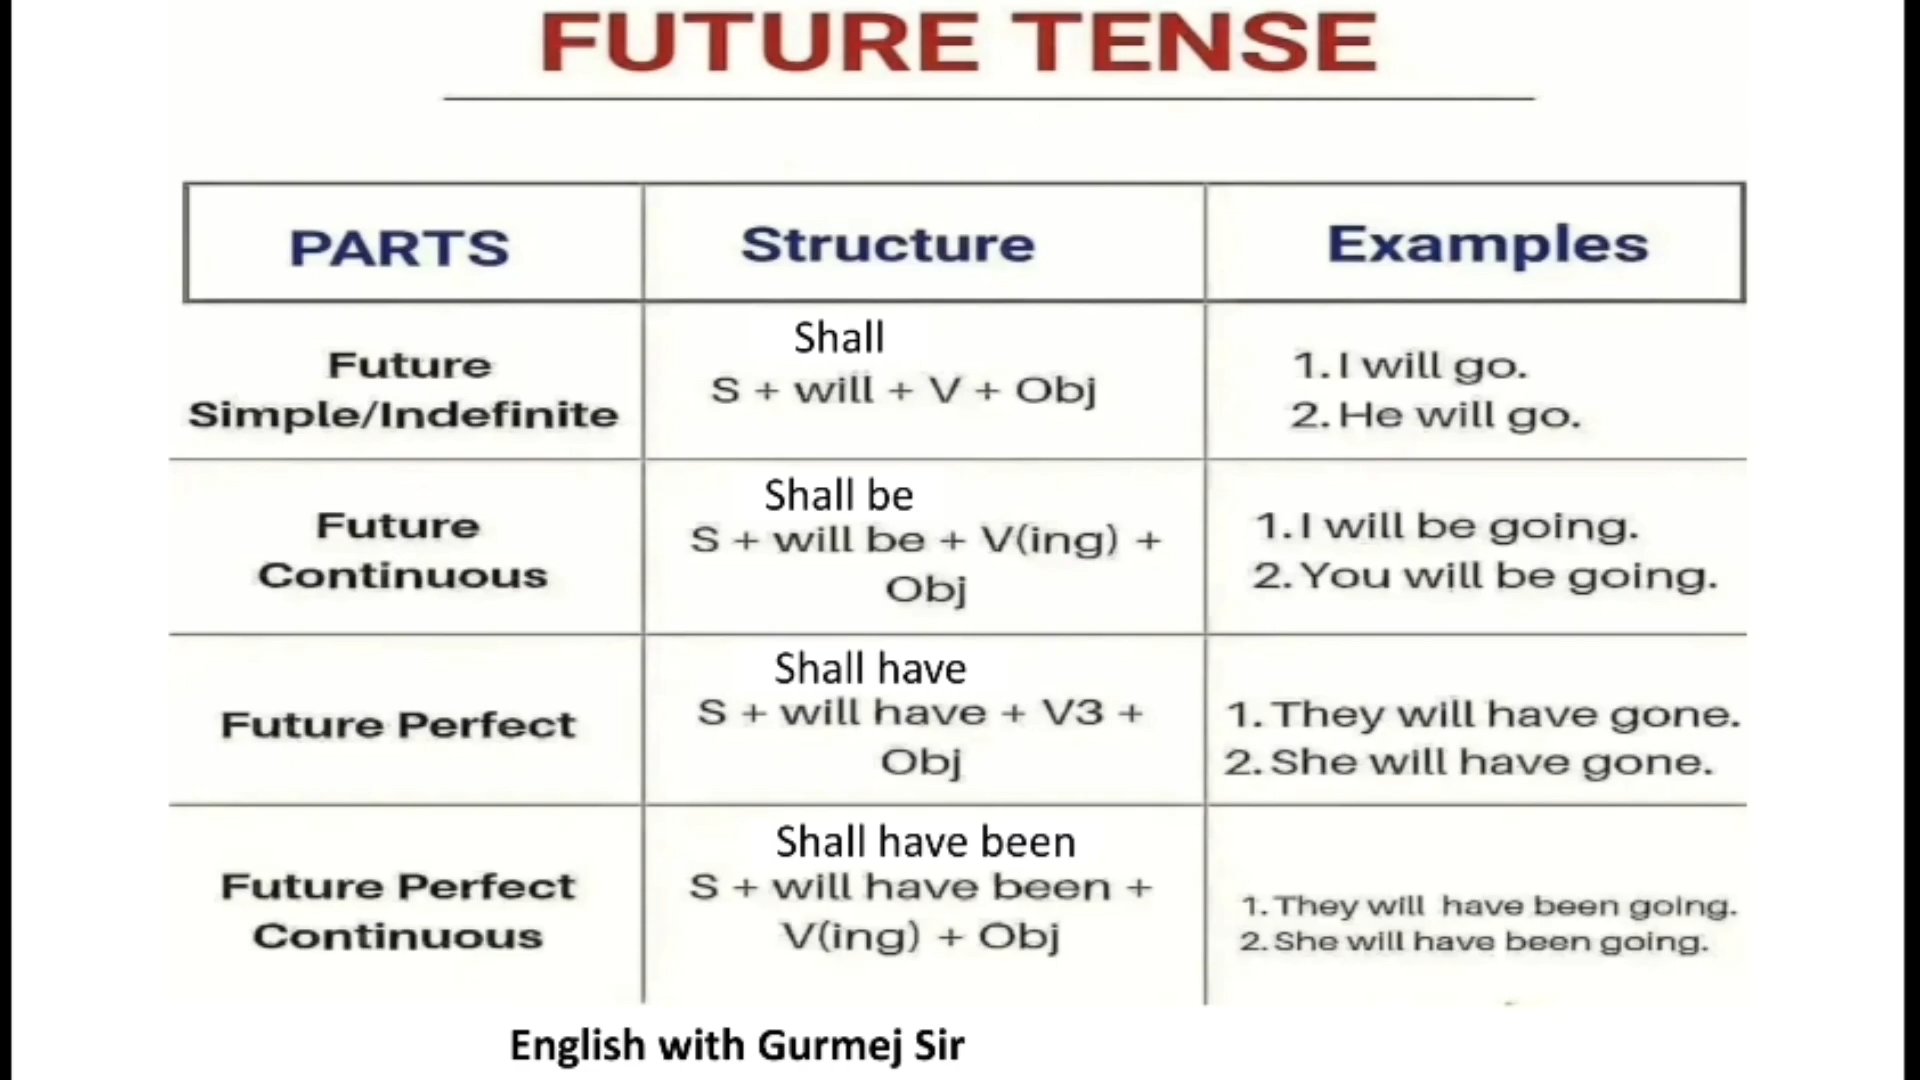 FUTURE TENSE
PARTS
Structure
Examples
Future
Simple/Indefinite
Shall
S + will + V + Obj
1. I will go.
2. He will go.
Future
Continuous
Shall be
S + will be + V(ing) +
Obj
1. I will be going.
2. You will be going.
Future Perfect
Shall have
S + will have + V3 +
Obj
1. They will have gone.
2. She will have gone.
Future Perfect
Continuous
Shall have been
S + will have been +
V(ing) + Obj
1. They will have been going.
2. She will have been going.
English with Gurmej Sir